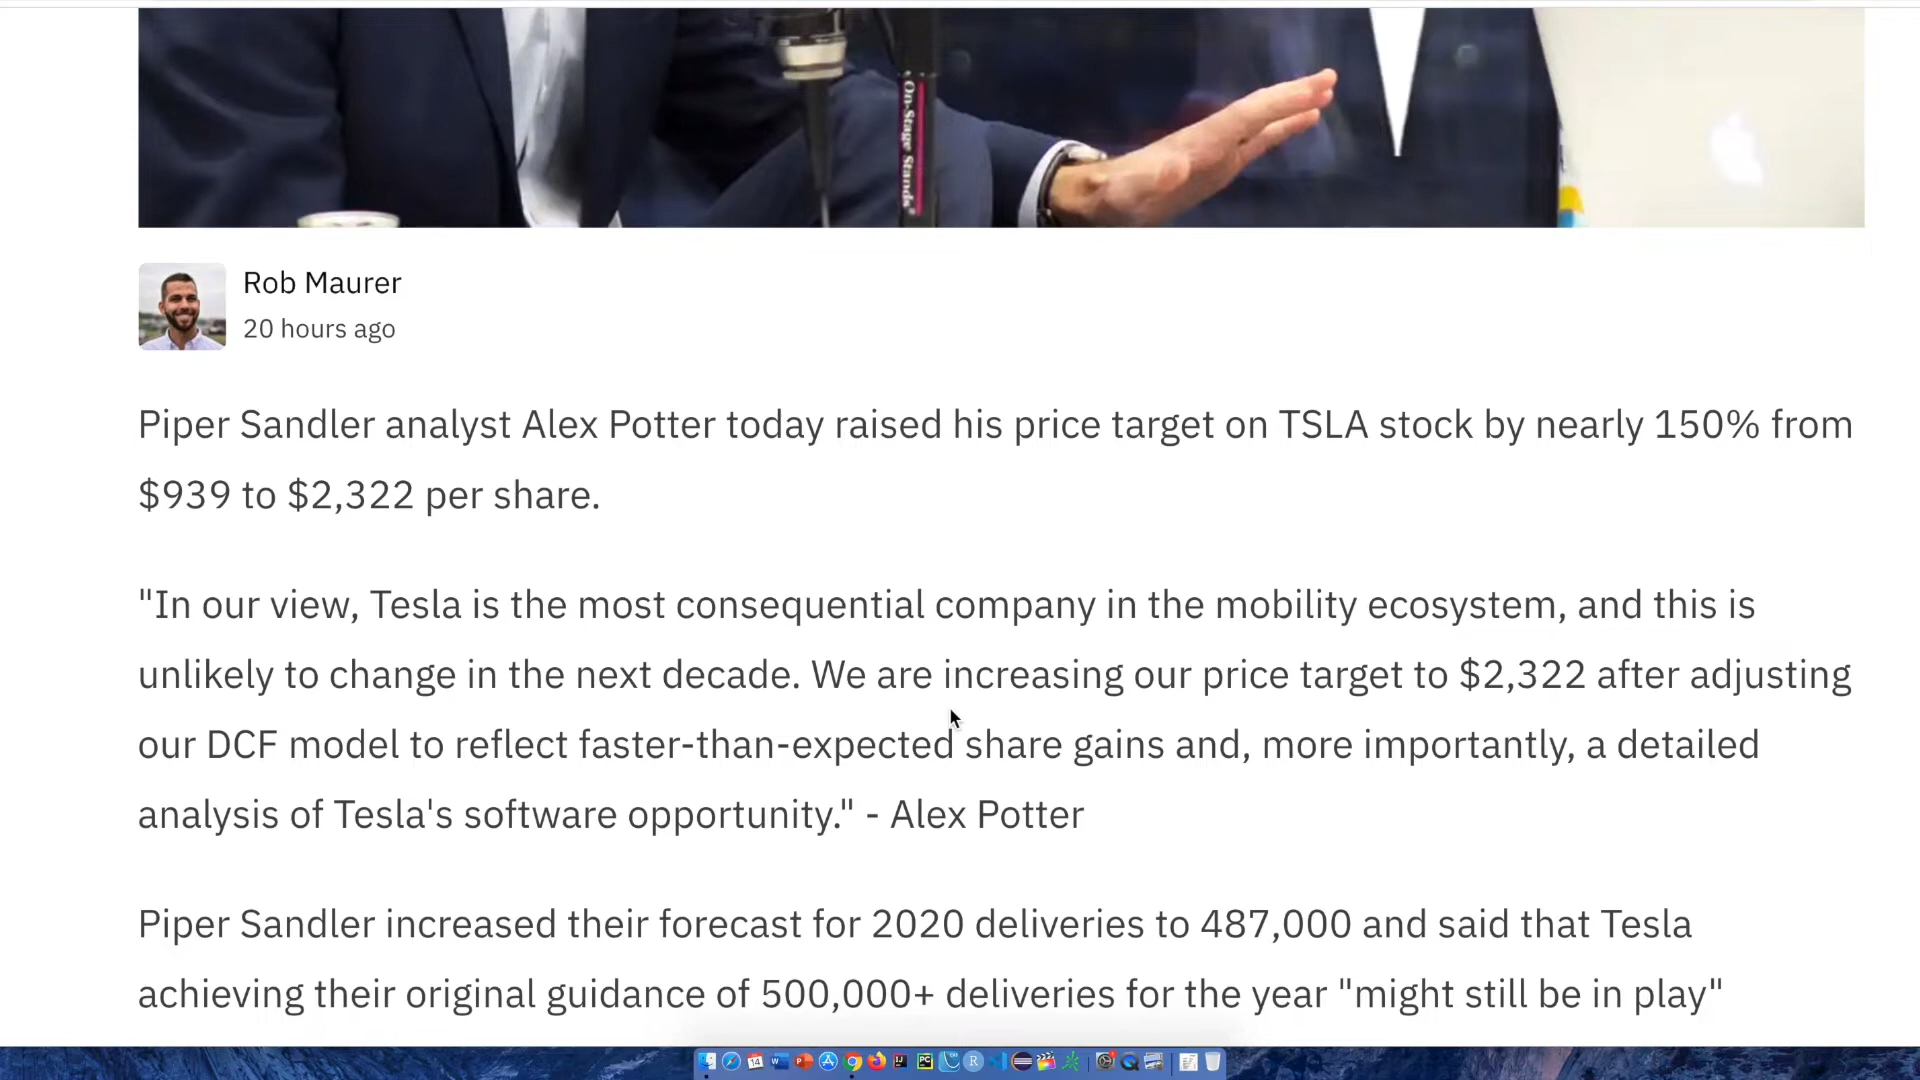 On-Stage Stands
Rob Maurer
20 hours ago
Piper Sandler analyst Alex Potter today raised his price target on TSLA stock by nearly 150% from
$939 to $2,322 per share.
"In our view, Tesla is the most consequential company in the mobility ecosystem, and this is
unlikely to change in the next decade. We are increasing our price target to $2,322 after adjusting
our DCF model to reflect faster-than-expected share gains and, more importantly, a detailed
analysis of Tesla's software opportunity." - Alex Potter
Piper Sandler increased their forecast for 2020 deliveries to 487,000 and said that Tesla
achieving their original guidance of 500,000+ deliveries for the year "might still be in play"
14